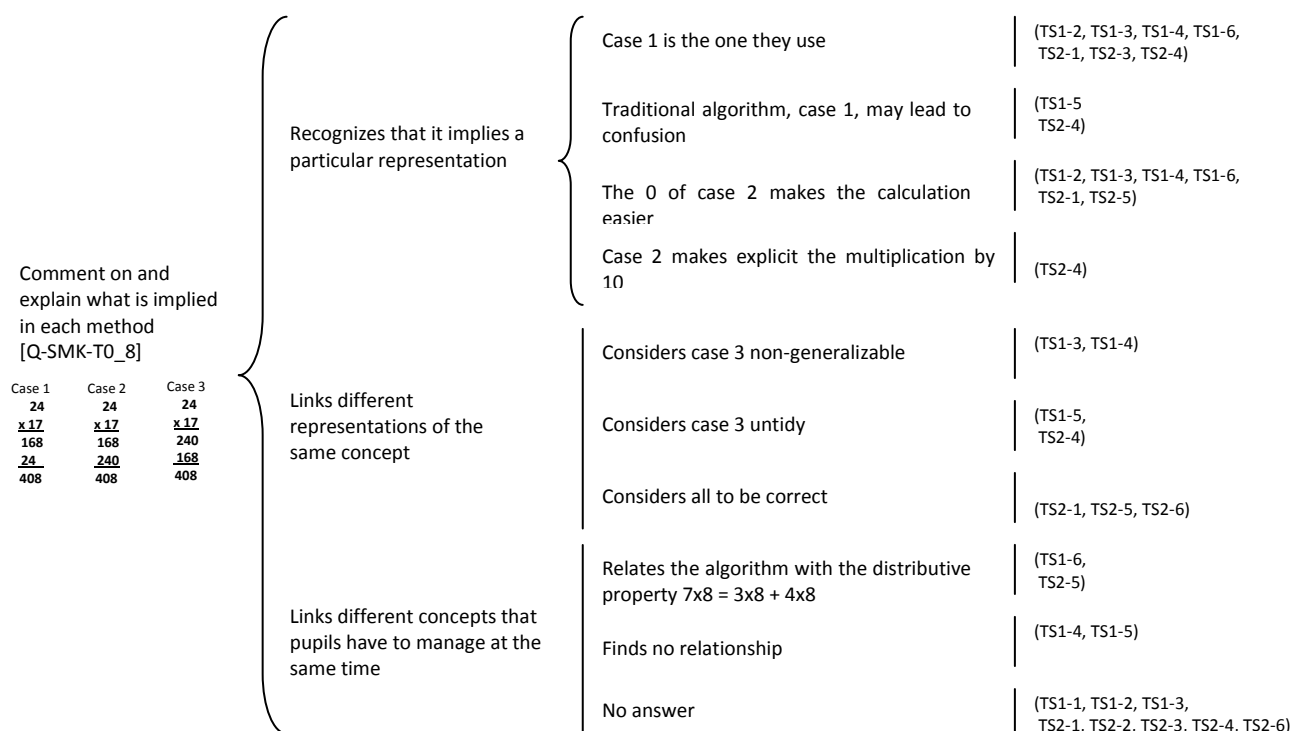 Comment on and
explain what is implied
in each method
[Q-SMK-T0_8]
Case 1 Case 2 Case 3
24 24 24
x 17 x 17 x 17
168 168 240
24 240 168
408 408 408
Recognizes that it implies a
particular representation
Case 1 is the one they use
(TS1-2, TS1-3, TS1-4, TS1-6,
TS2-1, TS2-3, TS2-4)
Traditional algorithm, case 1, may lead to
confusion
(TS1-5
TS2-4)
The 0 of case 2 makes the calculation
easier
(TS1-2, TS1-3, TS1-4, TS1-6,
TS2-1, TS2-5)
Case 2 makes explicit the multiplication by
10
(TS2-4)
Links different
representations of the
same concept
Considers case 3 non-generalizable
(TS1-3, TS1-4)
Considers case 3 untidy
(TS1-5,
TS2-4)
Considers all to be correct
(TS2-1, TS2-5, TS2-6)
Links different concepts that
pupils have to manage at the
same time
Relates the algorithm with the distributive
property 7x8 = 3x8 + 4x8
(TS1-6,
TS2-5)
Finds no relationship
(TS1-4, TS1-5)
No answer
(TS1-1, TS1-2, TS1-3,
TS2-1, TS2-2, TS2-3, TS2-4, TS2-6)